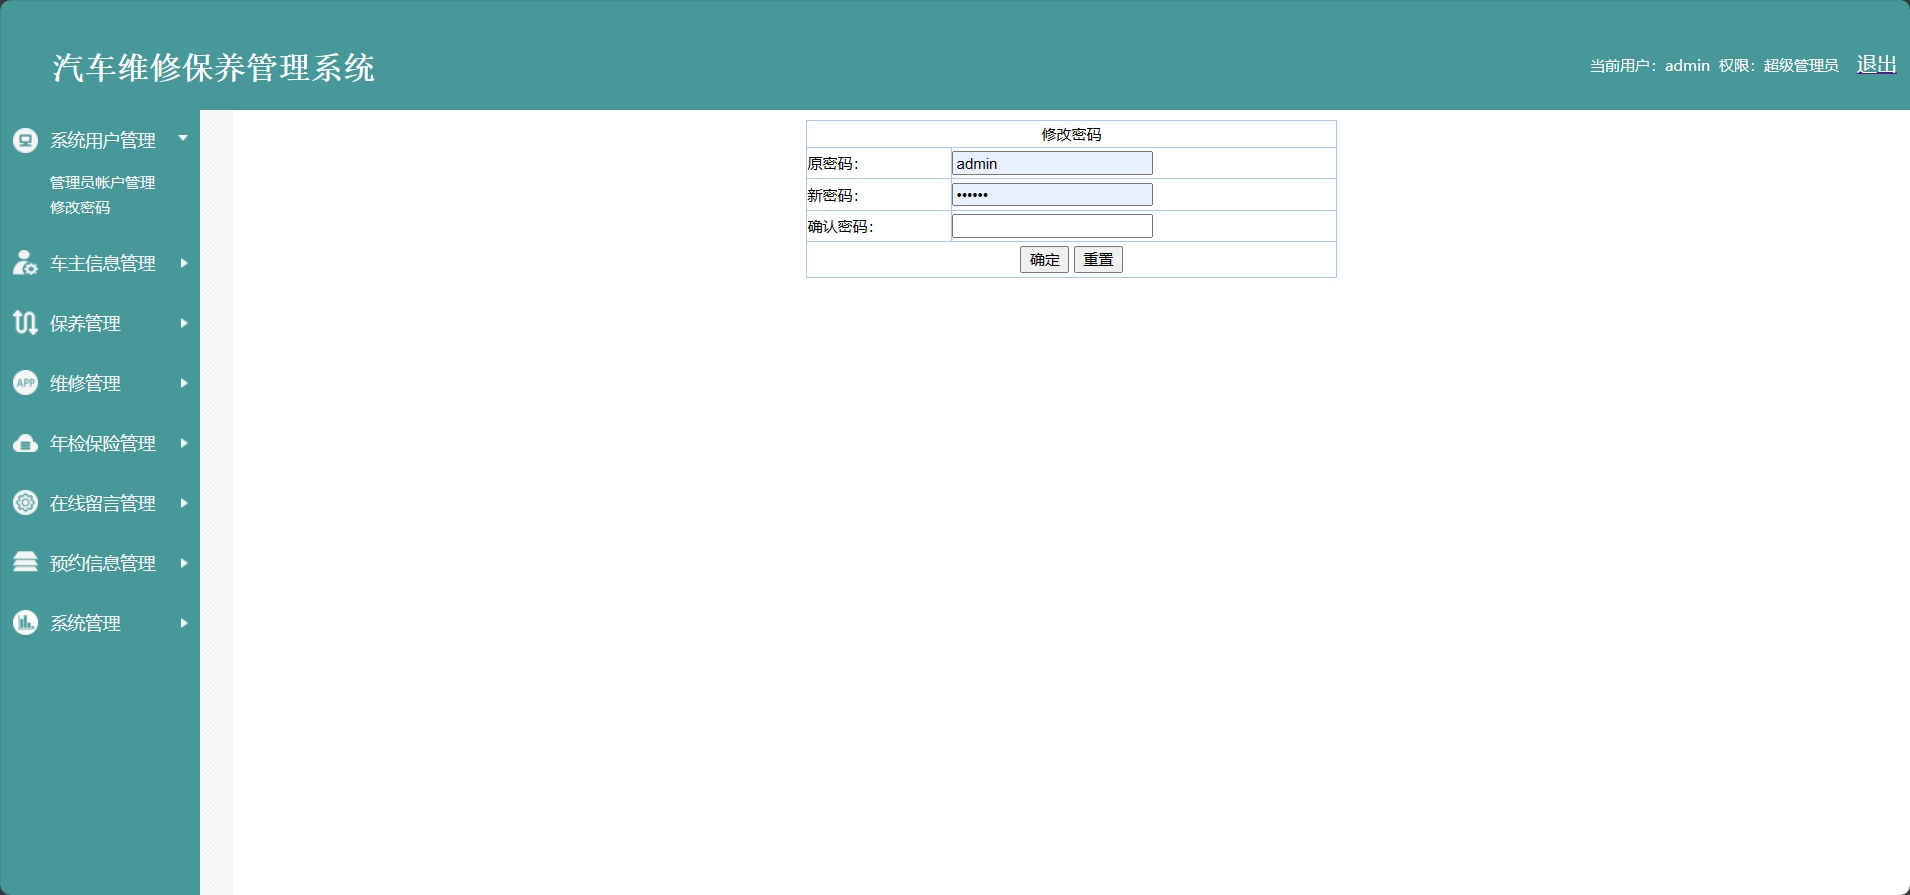 汽车维修保养管理系统
当前用户：admin 权限：超级管理员 退出
系统用户管理
管理员帐户管理
修改密码
车主信息管理
保养管理
APP
维修管理
年检保险管理
在线留言管理
预约信息管理
系统管理
修改密码
原密码： admin
新密码： ••••••
确认密码：
确定 重置